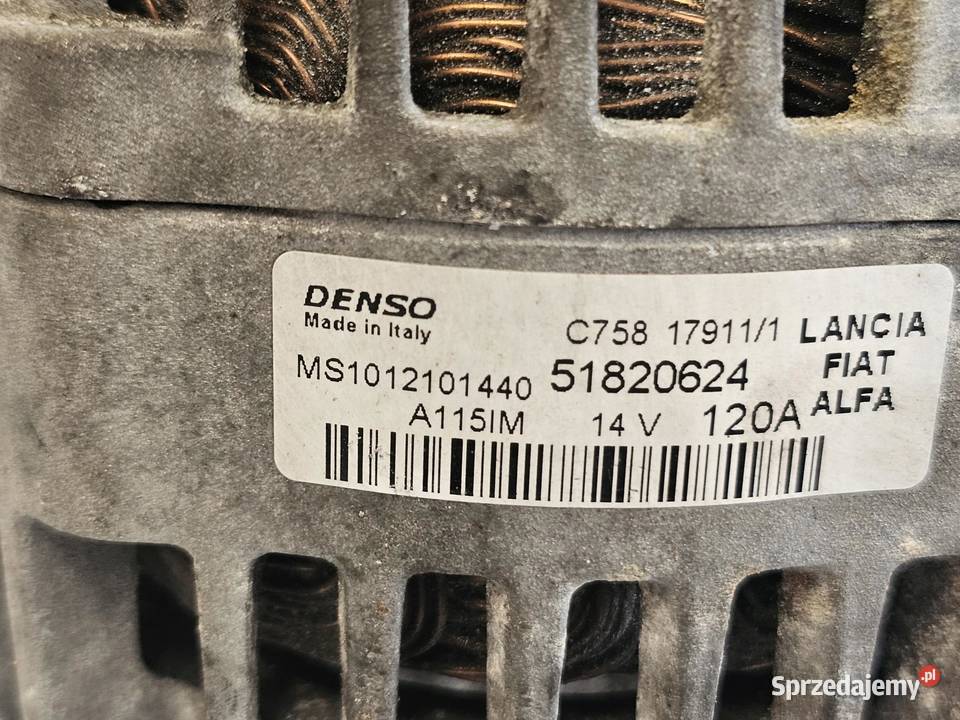 DENSO
Made in Italy
C758 17911/1 LANCIA
MS1012101440 51820624 FIAT
A115IM 14 V 120A ALFA
Sprzedajemy.pl